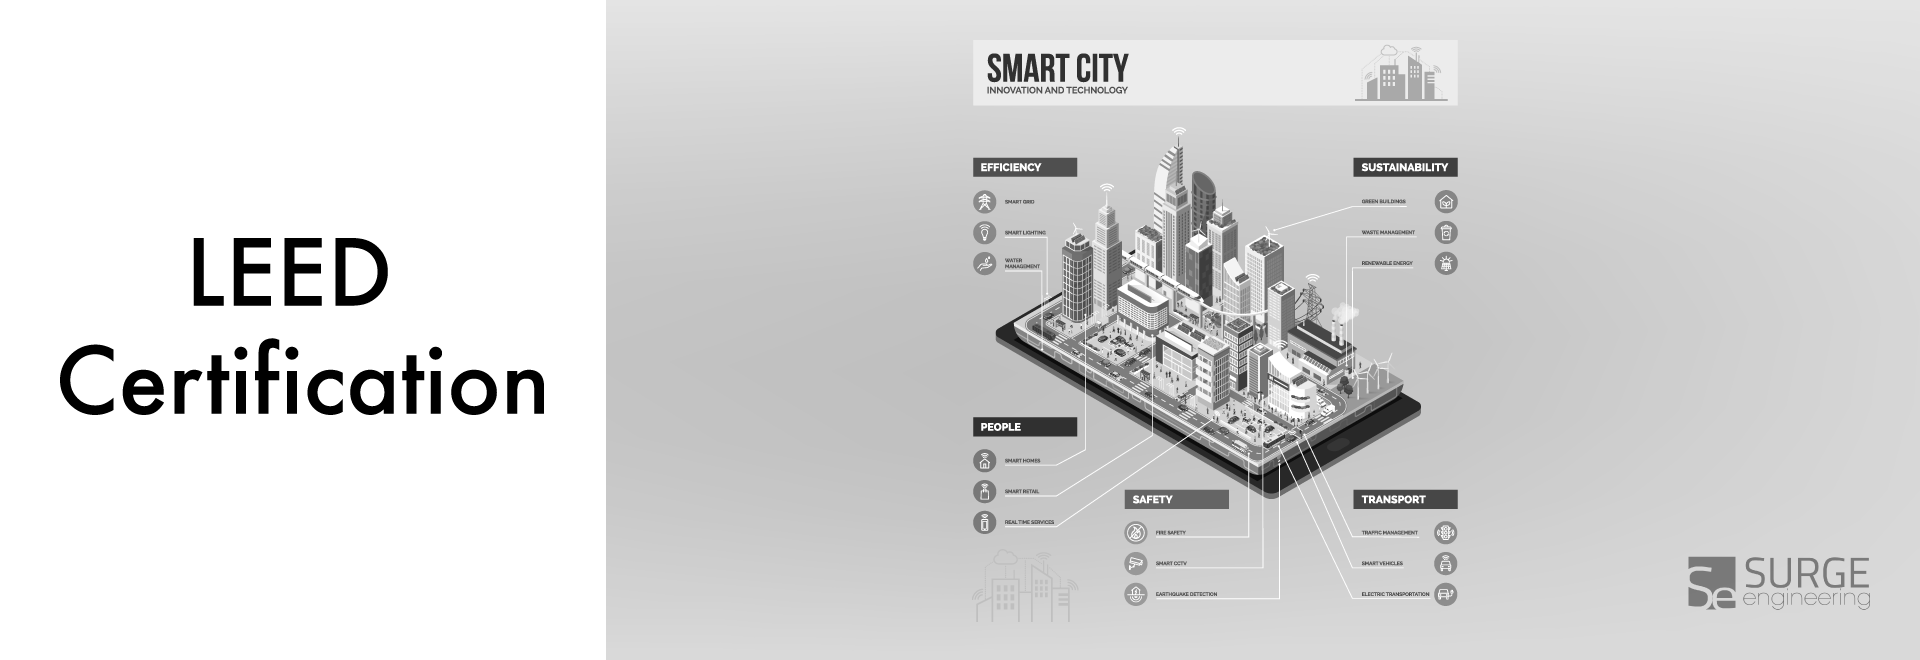 LEED
Certification
SMART CITY
INNOVATION AND TECHNOLOGY
EFFICIENCY
SMART GRID
SMART LIGHTING
WATER
MANAGEMENT
SUSTAINABILITY
GREEN BUILDINGS
WASTE MANAGEMENT
RENEWABLE ENERGY
PEOPLE
SMART HOMES
SMART RETAIL
REAL TIME SERVICES
SAFETY
FIRE SAFETY
SMART CCTV
EARTHQUAKE DETECTION
TRANSPORT
TRAFFIC MANAGEMENT
SMART VEHICLES
ELECTRIC TRANSPORTATION
Se
SURGE
engineering